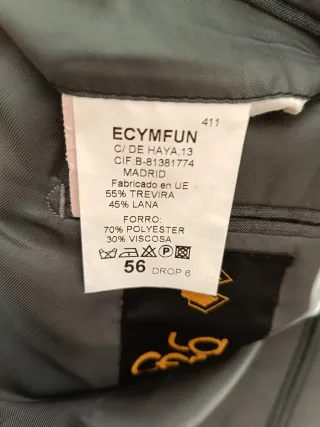 411
ECYMFUN
C/ DE HAYA,13
CIF:B-81381774
MADRID
Fabricado en UE
55% TREVIRA
45% LANA
FORRO:
70% POLYESTER
30% VISCOSA
56 DROP 6